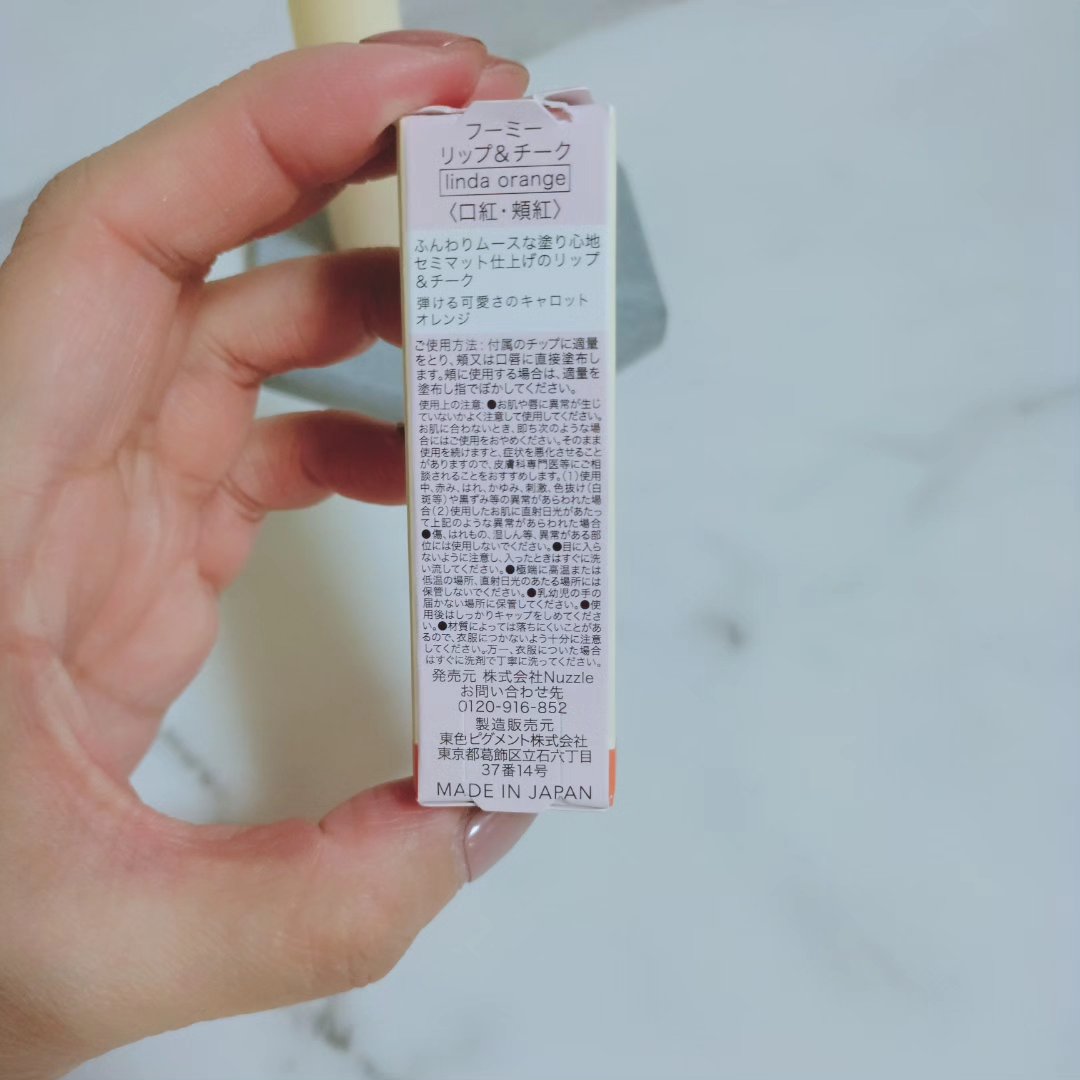 フーミー
リップ&チーク
linda orange
〈口紅・頬紅〉
ふんわりムースな塗り心地
セミマット仕上げのリップ
&チーク
弾ける可愛さのキャロット
オレンジ
ご使用方法：付属のチップに適量
をとり、頬又は口唇に直接塗布し
ます。頬に使用する場合は、適量を
塗布し指でぼかしてください。
使用上の注意：●お肌や唇に異常が生じ
ていないかよく注意して使用してください。
お肌に合わないとき、即ち次のような場
合にはご使用をおやめください。そのまま
使用を続けますと、症状を悪化させること
がありますので、皮膚科専門医等にご相
談されることをおすすめします。（1）使用
中、赤み、はれ、かゆみ、刺激、色抜け（白
斑等）や黒ずみ等の異常があらわれた場
合（2）使用したお肌に直射日光があたっ
て上記のような異常があらわれた場合
●傷、はれもの、湿しん等、異常がある部
位には使用しないでください。●目に入ら
ないように注意し、入ったときはすぐに洗
い流してください。●極端に高温または
低温の場所、直射日光のあたる場所には
保管しないでください。●乳幼児の手の
届かない場所に保管してください。●使
用後はしっかりキャップをしめてくださ
い。●材質によっては落ちにくいことがあ
るので、衣服につかないよう十分に注意
してください。万一、衣服についた場合
はすぐに洗剤で丁寧に洗ってください。
発売元 株式会社Nuzzle
お問い合わせ先
0120-916-852
製造販売元
東色ピグメント株式会社
東京都葛飾区立石六丁目
37番14号
MADE IN JAPAN